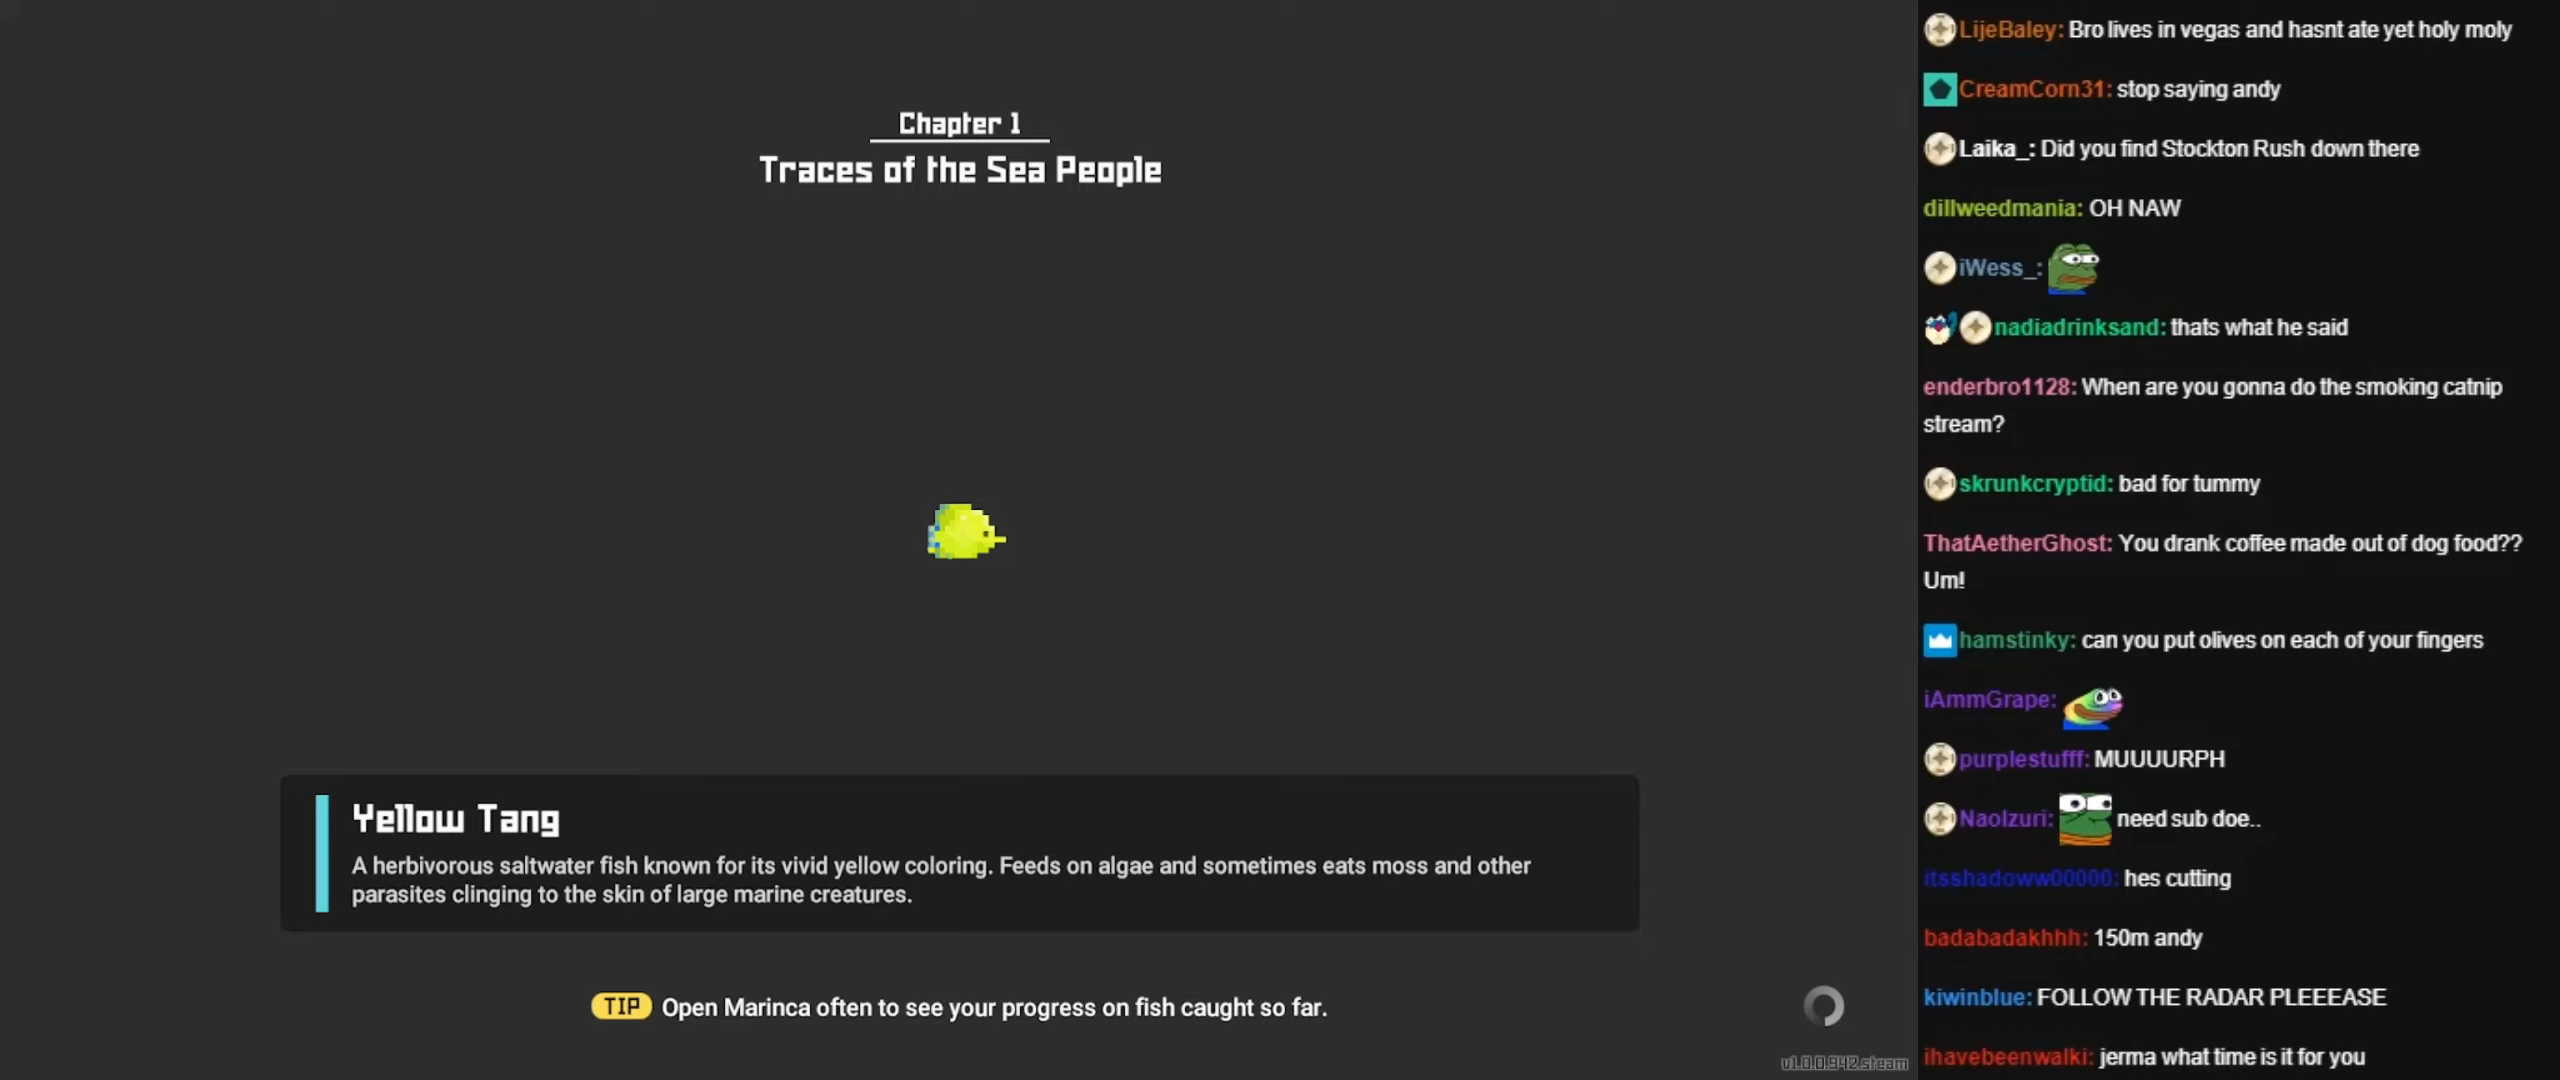 Chapter 1
Traces of the Sea People
Yellow Tang
A herbivorous saltwater fish known for its vivid yellow coloring. Feeds on algae and sometimes eats moss and other
parasites clinging to the skin of large marine creatures.
TIP Open Marinca often to see your progress on fish caught so far.
v1.0.0.942.steam
LijeBaley: Bro lives in vegas and hasnt ate yet holy moly
CreamCorn31: stop saying andy
Laika_: Did you find Stockton Rush down there
dillweedmania: OH NAW
iWess_:
nadiadrinksand: thats what he said
enderbro1128: When are you gonna do the smoking catnip
stream?
skrunkcryptid: bad for tummy
ThatAetherGhost: You drank coffee made out of dog food??
Um!
hamstinky: can you put olives on each of your fingers
iAmmGrape:
purplestufff: MUUUURPH
NaoIzuri: need sub doe..
itsshadoww00000: hes cutting
badabadakhhh: 150m andy
kiwinblue: FOLLOW THE RADAR PLEEEASE
ihavebeenwalki: jerma what time is it for you